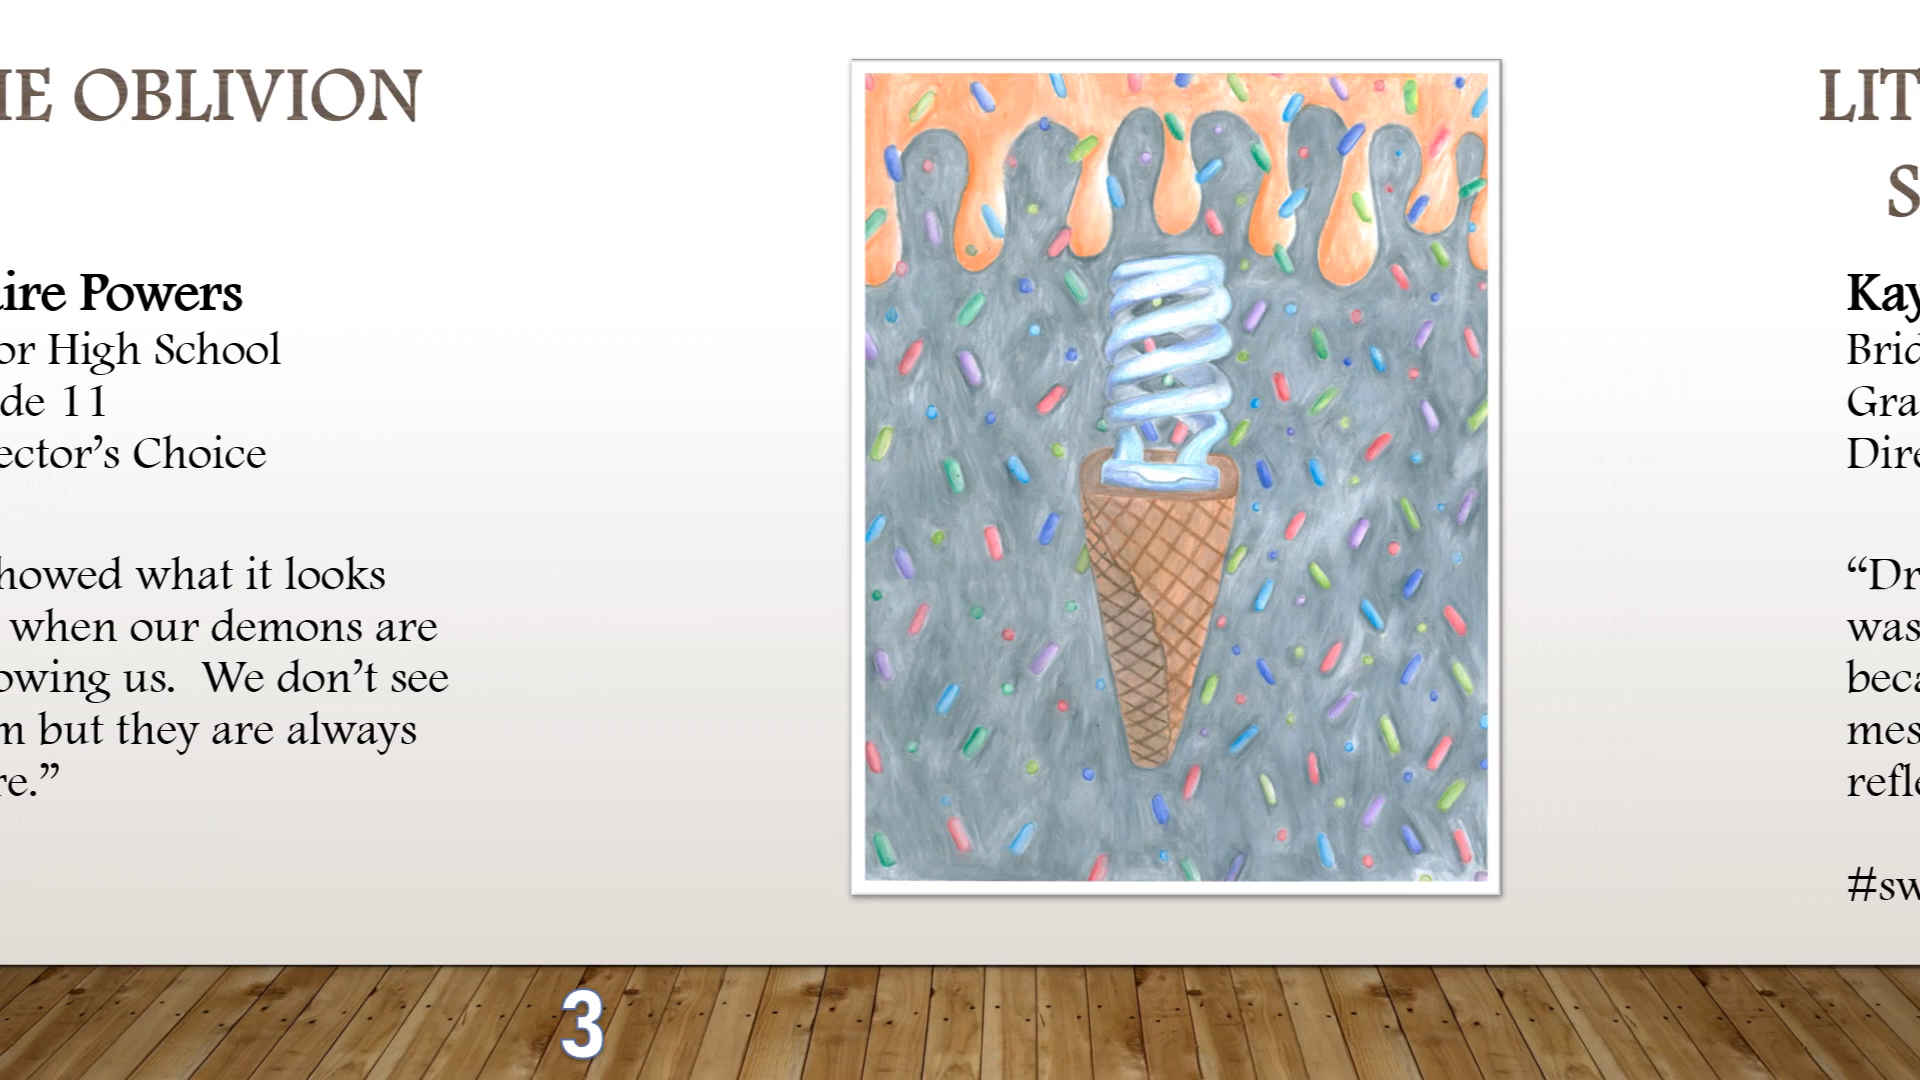 IE OBLIVION
ire Powers
or High School
de 11
ector's Choice
howed what it looks
when our demons are
owing us. We don't see
m but they are always
re."
3
LIT
S
Kay
Brid
Gra
Dire
"Dr
was
beca
mes
refle
#sw